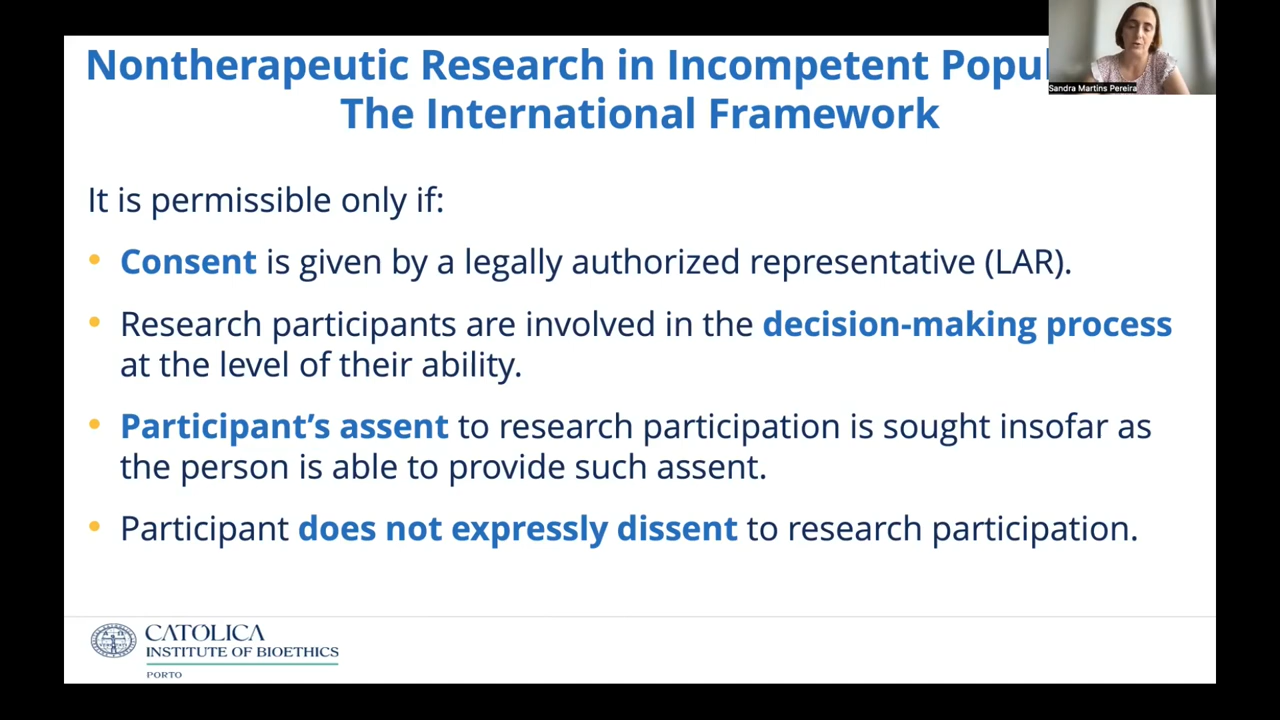 Nontherapeutic Research in Incompetent
The International Framework
Sandra Martins Pereira
It is permissible only if:
• Consent is given by a legally authorized representative (LAR).
• Research participants are involved in the decision-making process
at the level of their ability.
• Participant’s assent to research participation is sought insofar as
the person is able to provide such assent.
• Participant does not expressly dissent to research participation.
CATOLICA
INSTITUTE OF BIOETHICS
PORTO